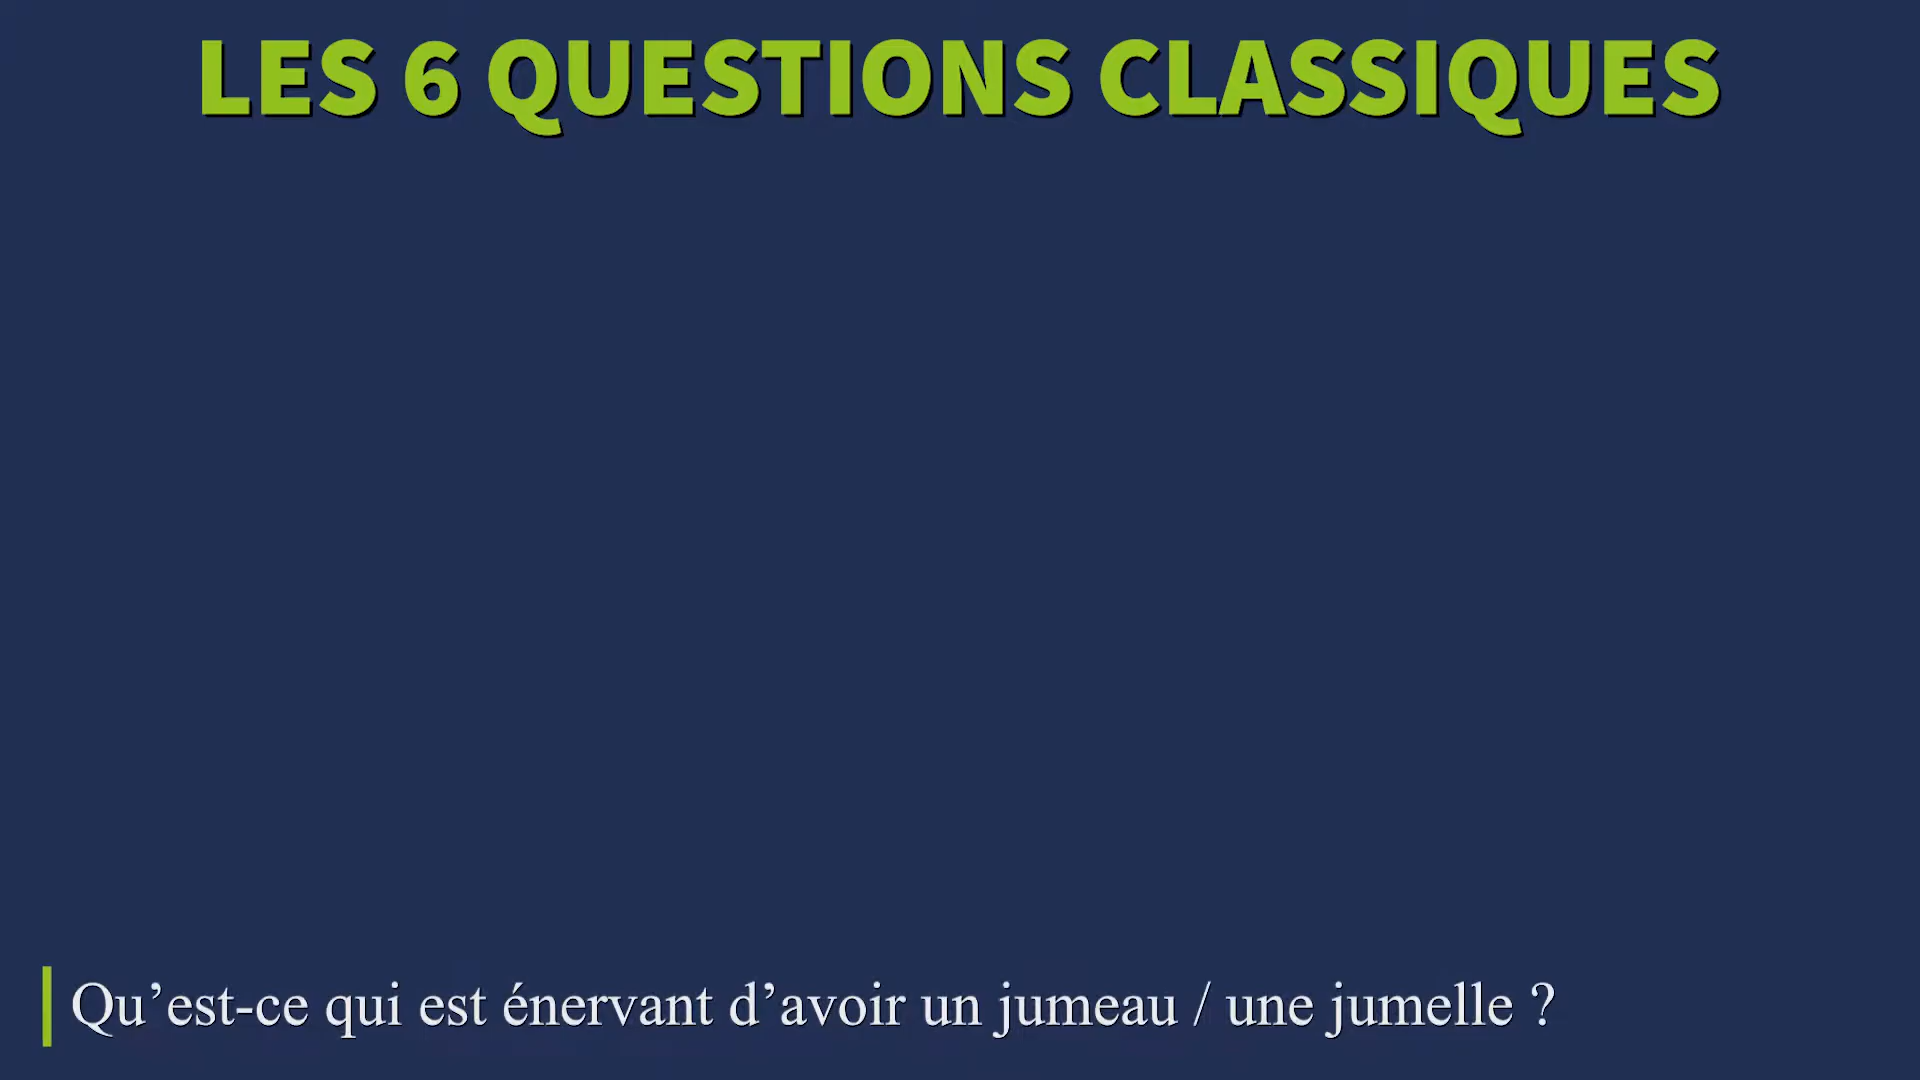 LES 6 QUESTIONS CLASSIQUES
Qu’est-ce qui est énervant d’avoir un jumeau / une jumelle ?